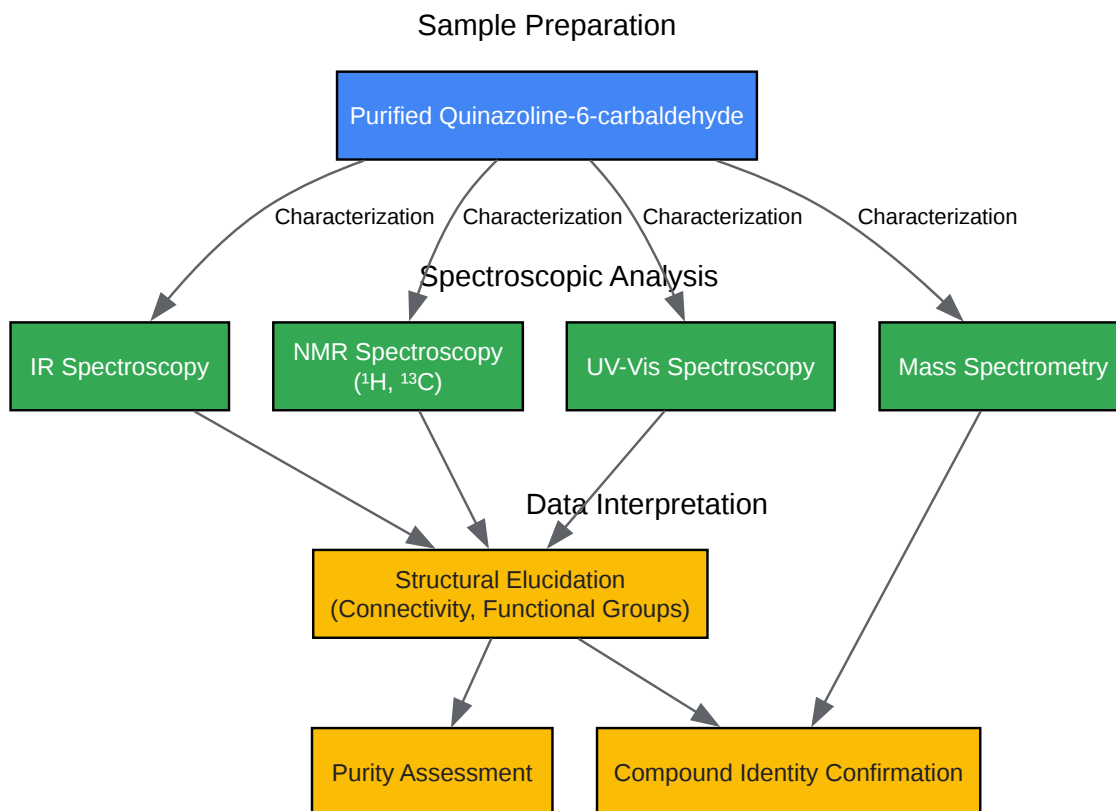 Sample Preparation
Purified Quinazoline-6-carbaldehyde
Characterization
Characterization
Characterization
Characterization
Spectroscopic Analysis
IR Spectroscopy
NMR Spectroscopy
(¹H, ¹³C)
UV-Vis Spectroscopy
Mass Spectrometry
Data Interpretation
Structural Elucidation
(Connectivity, Functional Groups)
Purity Assessment
Compound Identity Confirmation